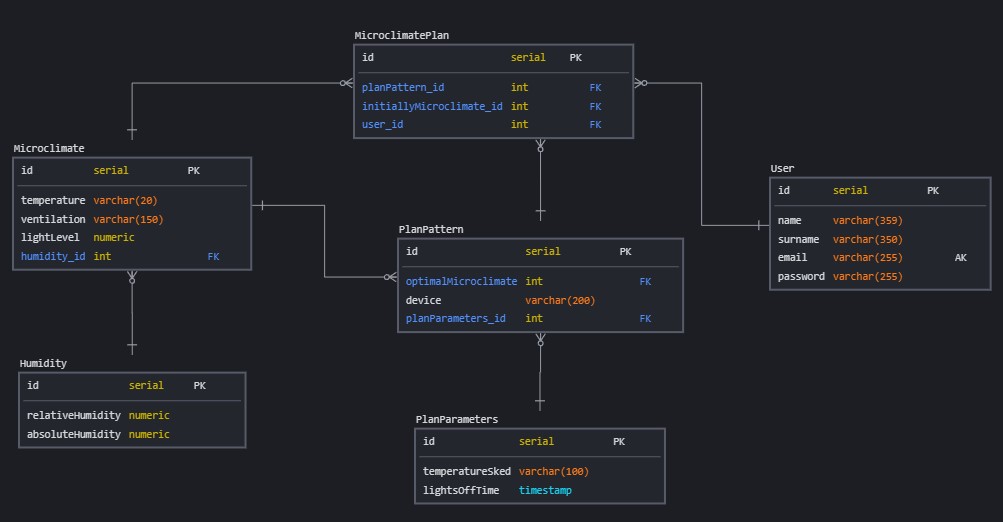 MicroclimatePlan
id serial PK
planPattern_id int FK
initiallyMicroclimate_id int FK
user_id int FK
Microclimate
id serial PK
temperature varchar(20)
ventilation varchar(150)
lightLevel numeric
humidity_id int FK
User
id serial PK
name varchar(359)
surname varchar(350)
email varchar(255) AK
password varchar(255)
PlanPattern
id serial PK
optimalMicroclimate int FK
device varchar(200)
planParameters_id int FK
Humidity
id serial PK
relativeHumidity numeric
absoluteHumidity numeric
PlanParameters
id serial PK
temperatureSked varchar(100)
lightsOffTime timestamp